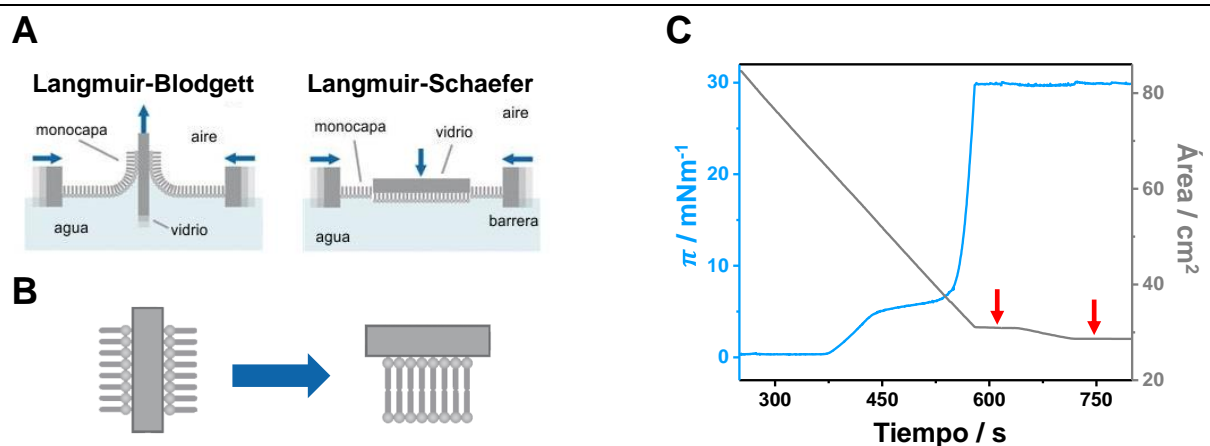 A
Langmuir-Blodgett
Langmuir-Schaefer
monocapa
aire
agua
vidrio
aire
monocapa
vidrio
agua
barrera
B
C
π / mNm-1
30
20
10
0
80
60
40
20
Área / cm2
300
450
600
750
Tiempo / s